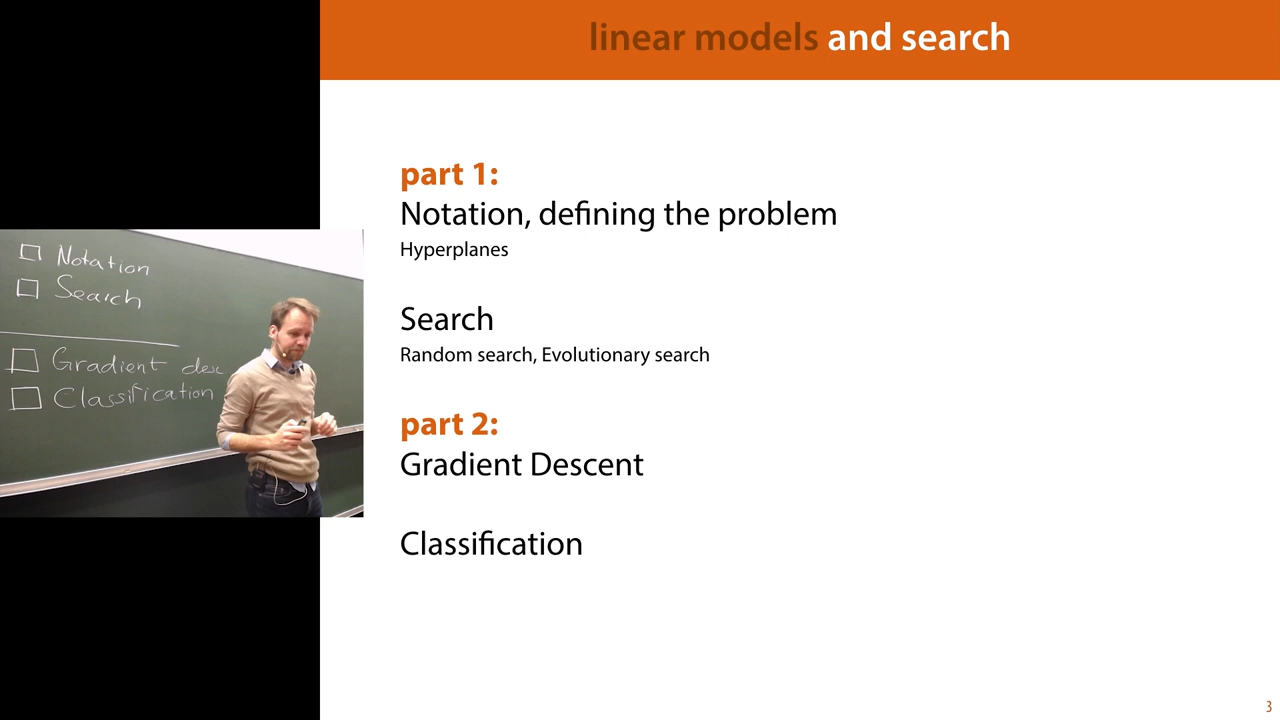 linear models and search
part 1:
Notation, defining the problem
Hyperplanes
Search
Random search, Evolutionary search
part 2:
Gradient Descent
Classification
3
Notation
Search
Gradient desc
Classification